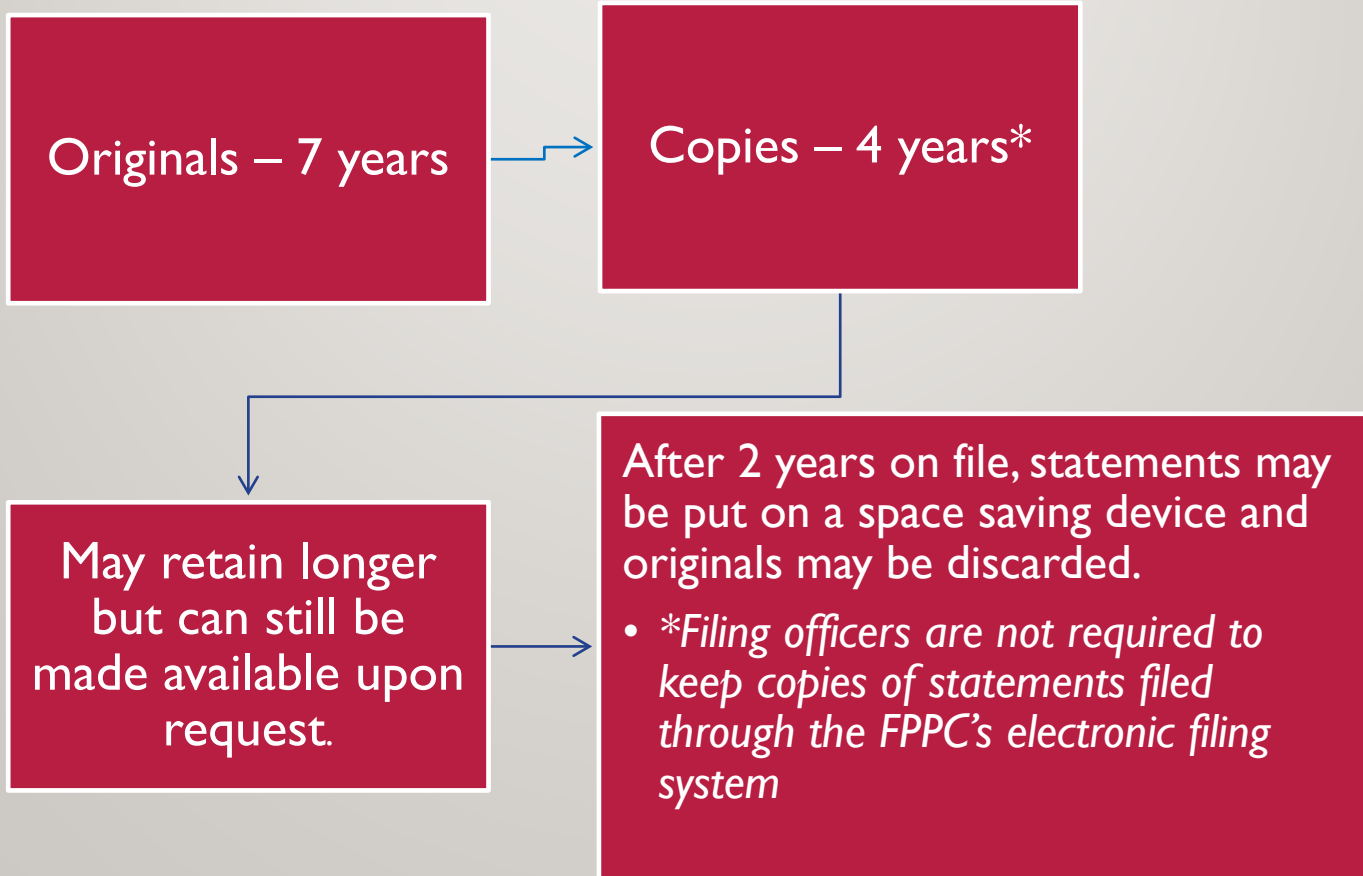 Originals – 7 years
Copies – 4 years*
May retain longer
but can still be
made available upon
request.
After 2 years on file, statements may
be put on a space saving device and
originals may be discarded.
• *Filing officers are not required to
keep copies of statements filed
through the FPPC's electronic filing
system